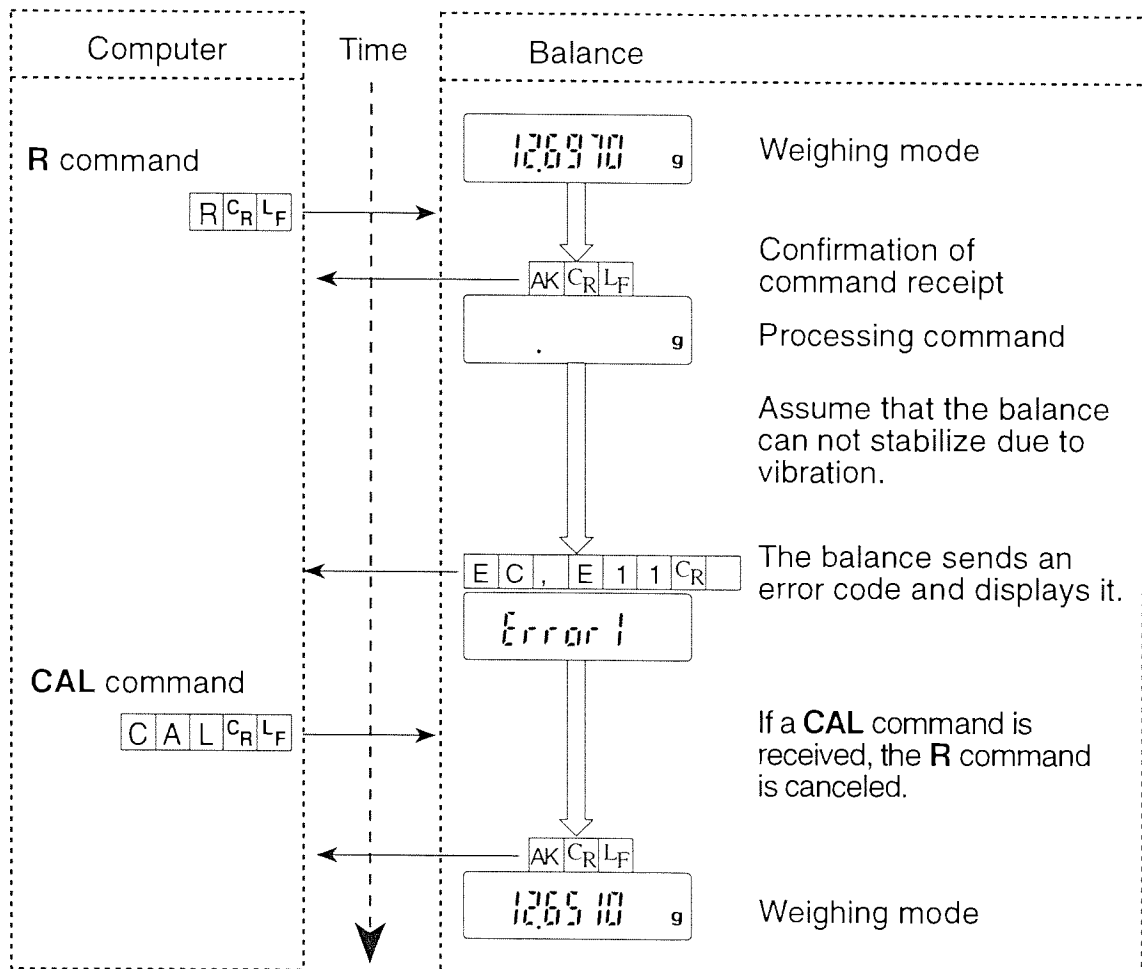 Computer
Time
Balance
12.6970 g
Weighing mode
R command
R CR LF
AK CR LF
Confirmation of
command receipt
. g
Processing command
Assume that the balance
can not stabilize due to
vibration.
E C , E 1 1 CR
The balance sends an
error code and displays it.
Error 1
CAL command
C A L CR LF
If a CAL command is
received, the R command
is canceled.
AK CR LF
12.6510 g
Weighing mode